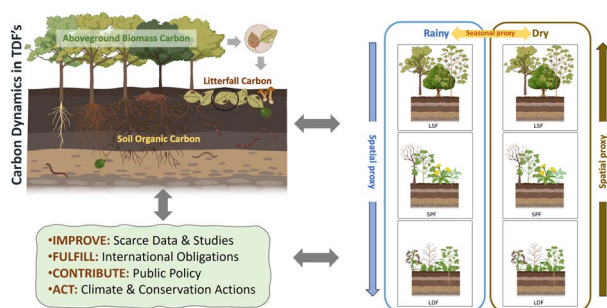 Carbon Dynamics in TDF's
Aboveground Biomass Carbon
Litterfall Carbon
Soil Organic Carbon
•IMPROVE: Scarce Data & Studies
•FULFILL: International Obligations
•CONTRIBUTE: Public Policy
•ACT: Climate & Conservation Actions
Rainy
Seasonal proxy
Dry
Spatial proxy
LSF
LSF
SPF
SPF
LDF
LDF
Spatial proxy